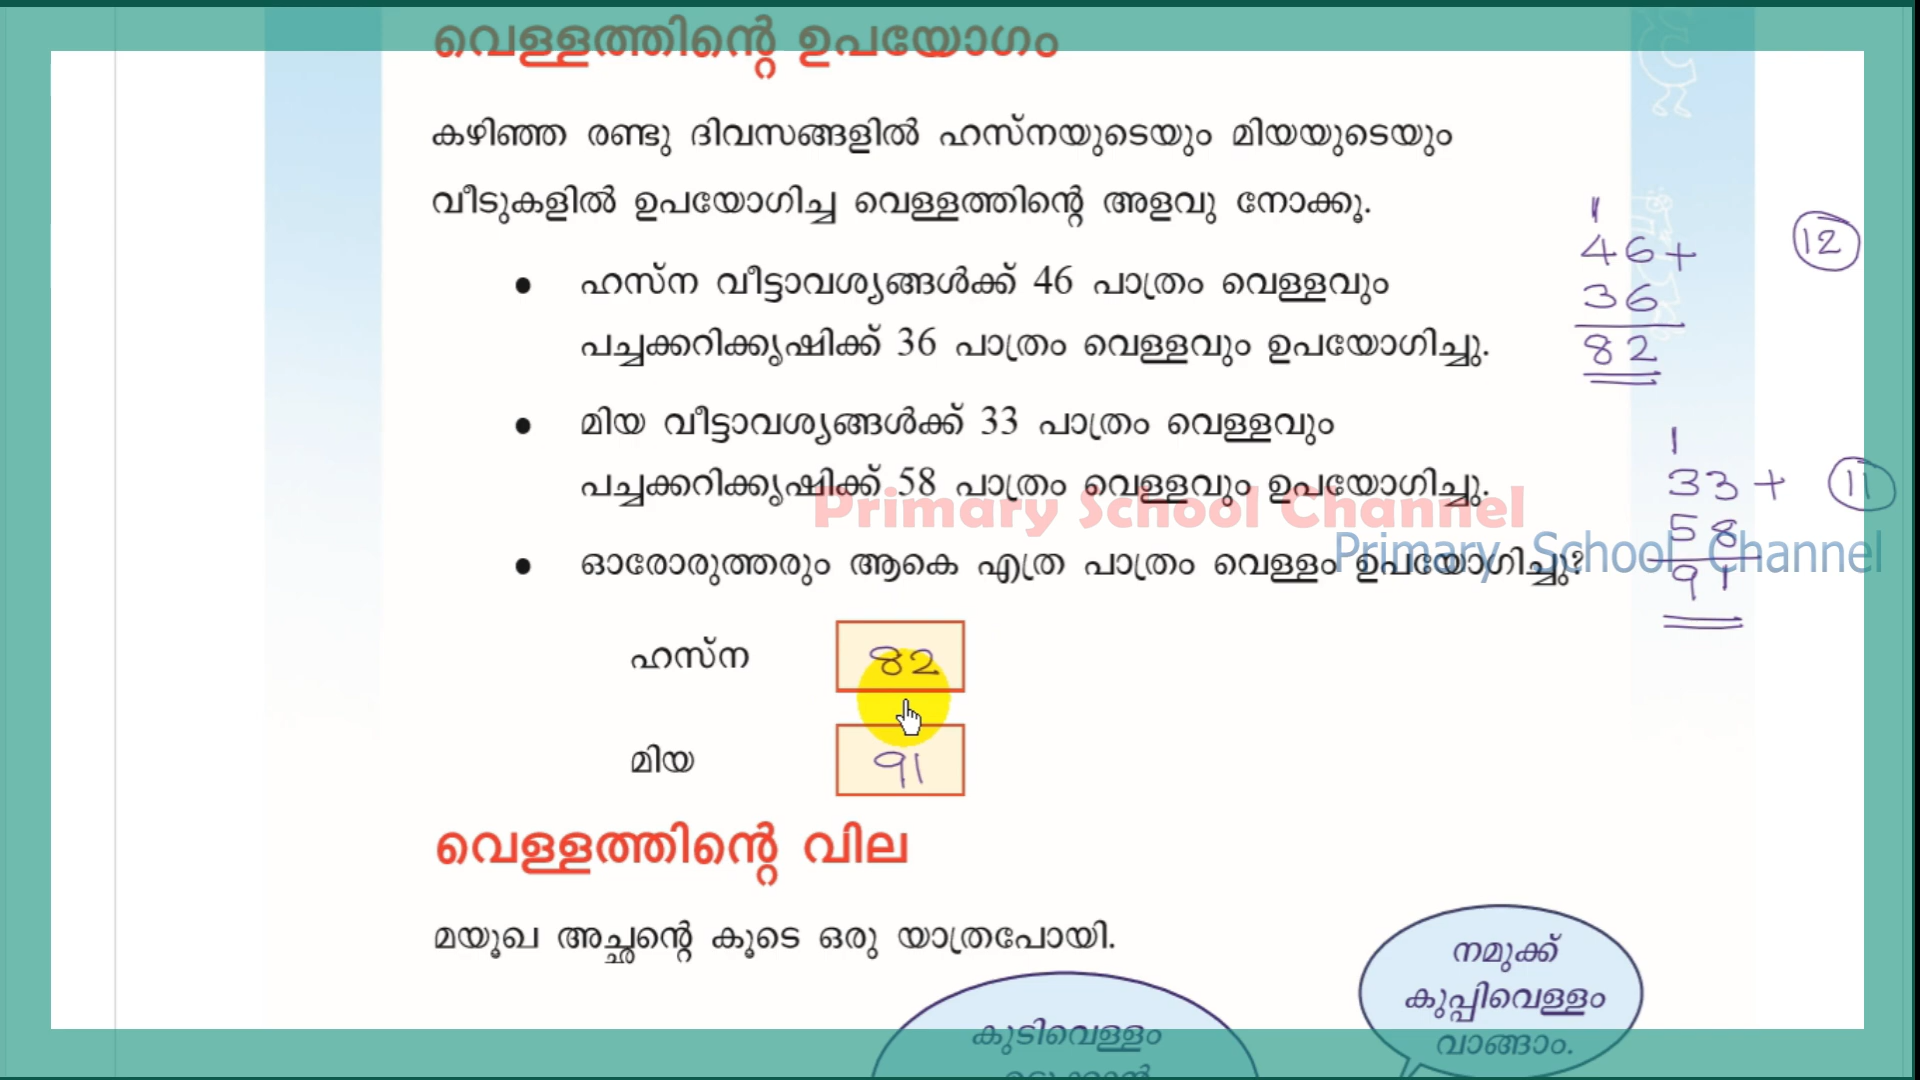 വെള്ളത്തിന്റെ ഉപയോഗം
കഴിഞ്ഞ രണ്ടു ദിവസങ്ങളിൽ ഹസ്നയുടെയും മിയയുടെയും
വീടുകളിൽ ഉപയോഗിച്ച വെള്ളത്തിന്റെ അളവു നോക്കൂ.
● ഹസ്ന വീട്ടാവശ്യങ്ങൾക്ക് 46 പാത്രം വെള്ളവും
പച്ചക്കറിക്കൃഷിക്ക് 36 പാത്രം വെള്ളവും ഉപയോഗിച്ചു.
● മിയ വീട്ടാവശ്യങ്ങൾക്ക് 33 പാത്രം വെള്ളവും
പച്ചക്കറിക്കൃഷിക്ക് 58 പാത്രം വെള്ളവും ഉപയോഗിച്ചു.
● ഓരോരുത്തരും ആകെ എത്ര പാത്രം വെള്ളം ഉപയോഗിച്ചു?
ഹസ്ന 82
മിയ 91
1
46+ 12
36
82
1
33+ 11
58
91
Primary School Channel
Primary School Channel
വെള്ളത്തിന്റെ വില
മയൂഖ അച്ഛന്റെ കൂടെ ഒരു യാത്രപോയി.
നമുക്ക്
കുപ്പിവെള്ളം
വാങ്ങാം.
കുടിവെള്ളം